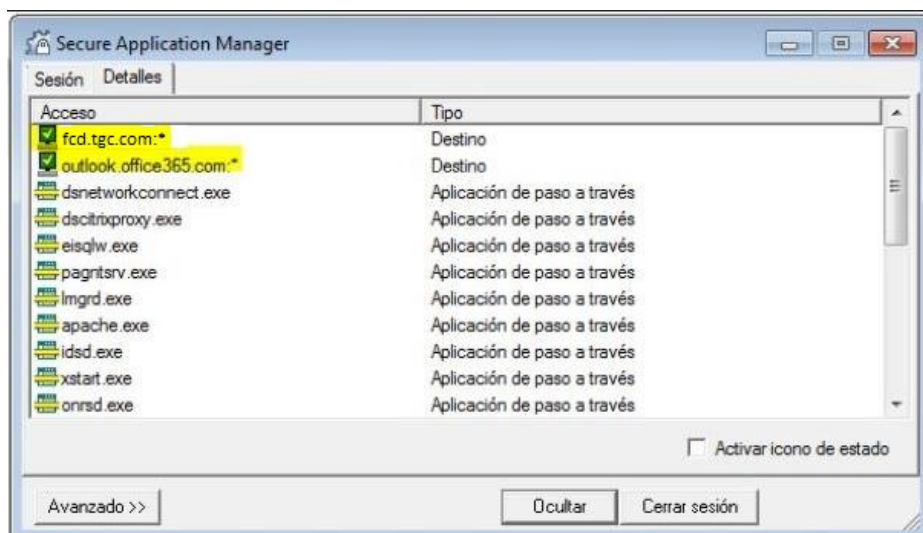 Secure Application Manager
Sesión Detalles
Acceso Tipo
fcd.tgc.com:* Destino
outlook.office365.com:* Destino
dsnetworkconnect.exe Aplicación de paso a través
dscitrixproxy.exe Aplicación de paso a través
eisqlw.exe Aplicación de paso a través
pagntsrv.exe Aplicación de paso a través
lmgrd.exe Aplicación de paso a través
apache.exe Aplicación de paso a través
idsd.exe Aplicación de paso a través
xstart.exe Aplicación de paso a través
onrsd.exe Aplicación de paso a través
Activar icono de estado
Avanzado >> Ocultar Cerrar sesión